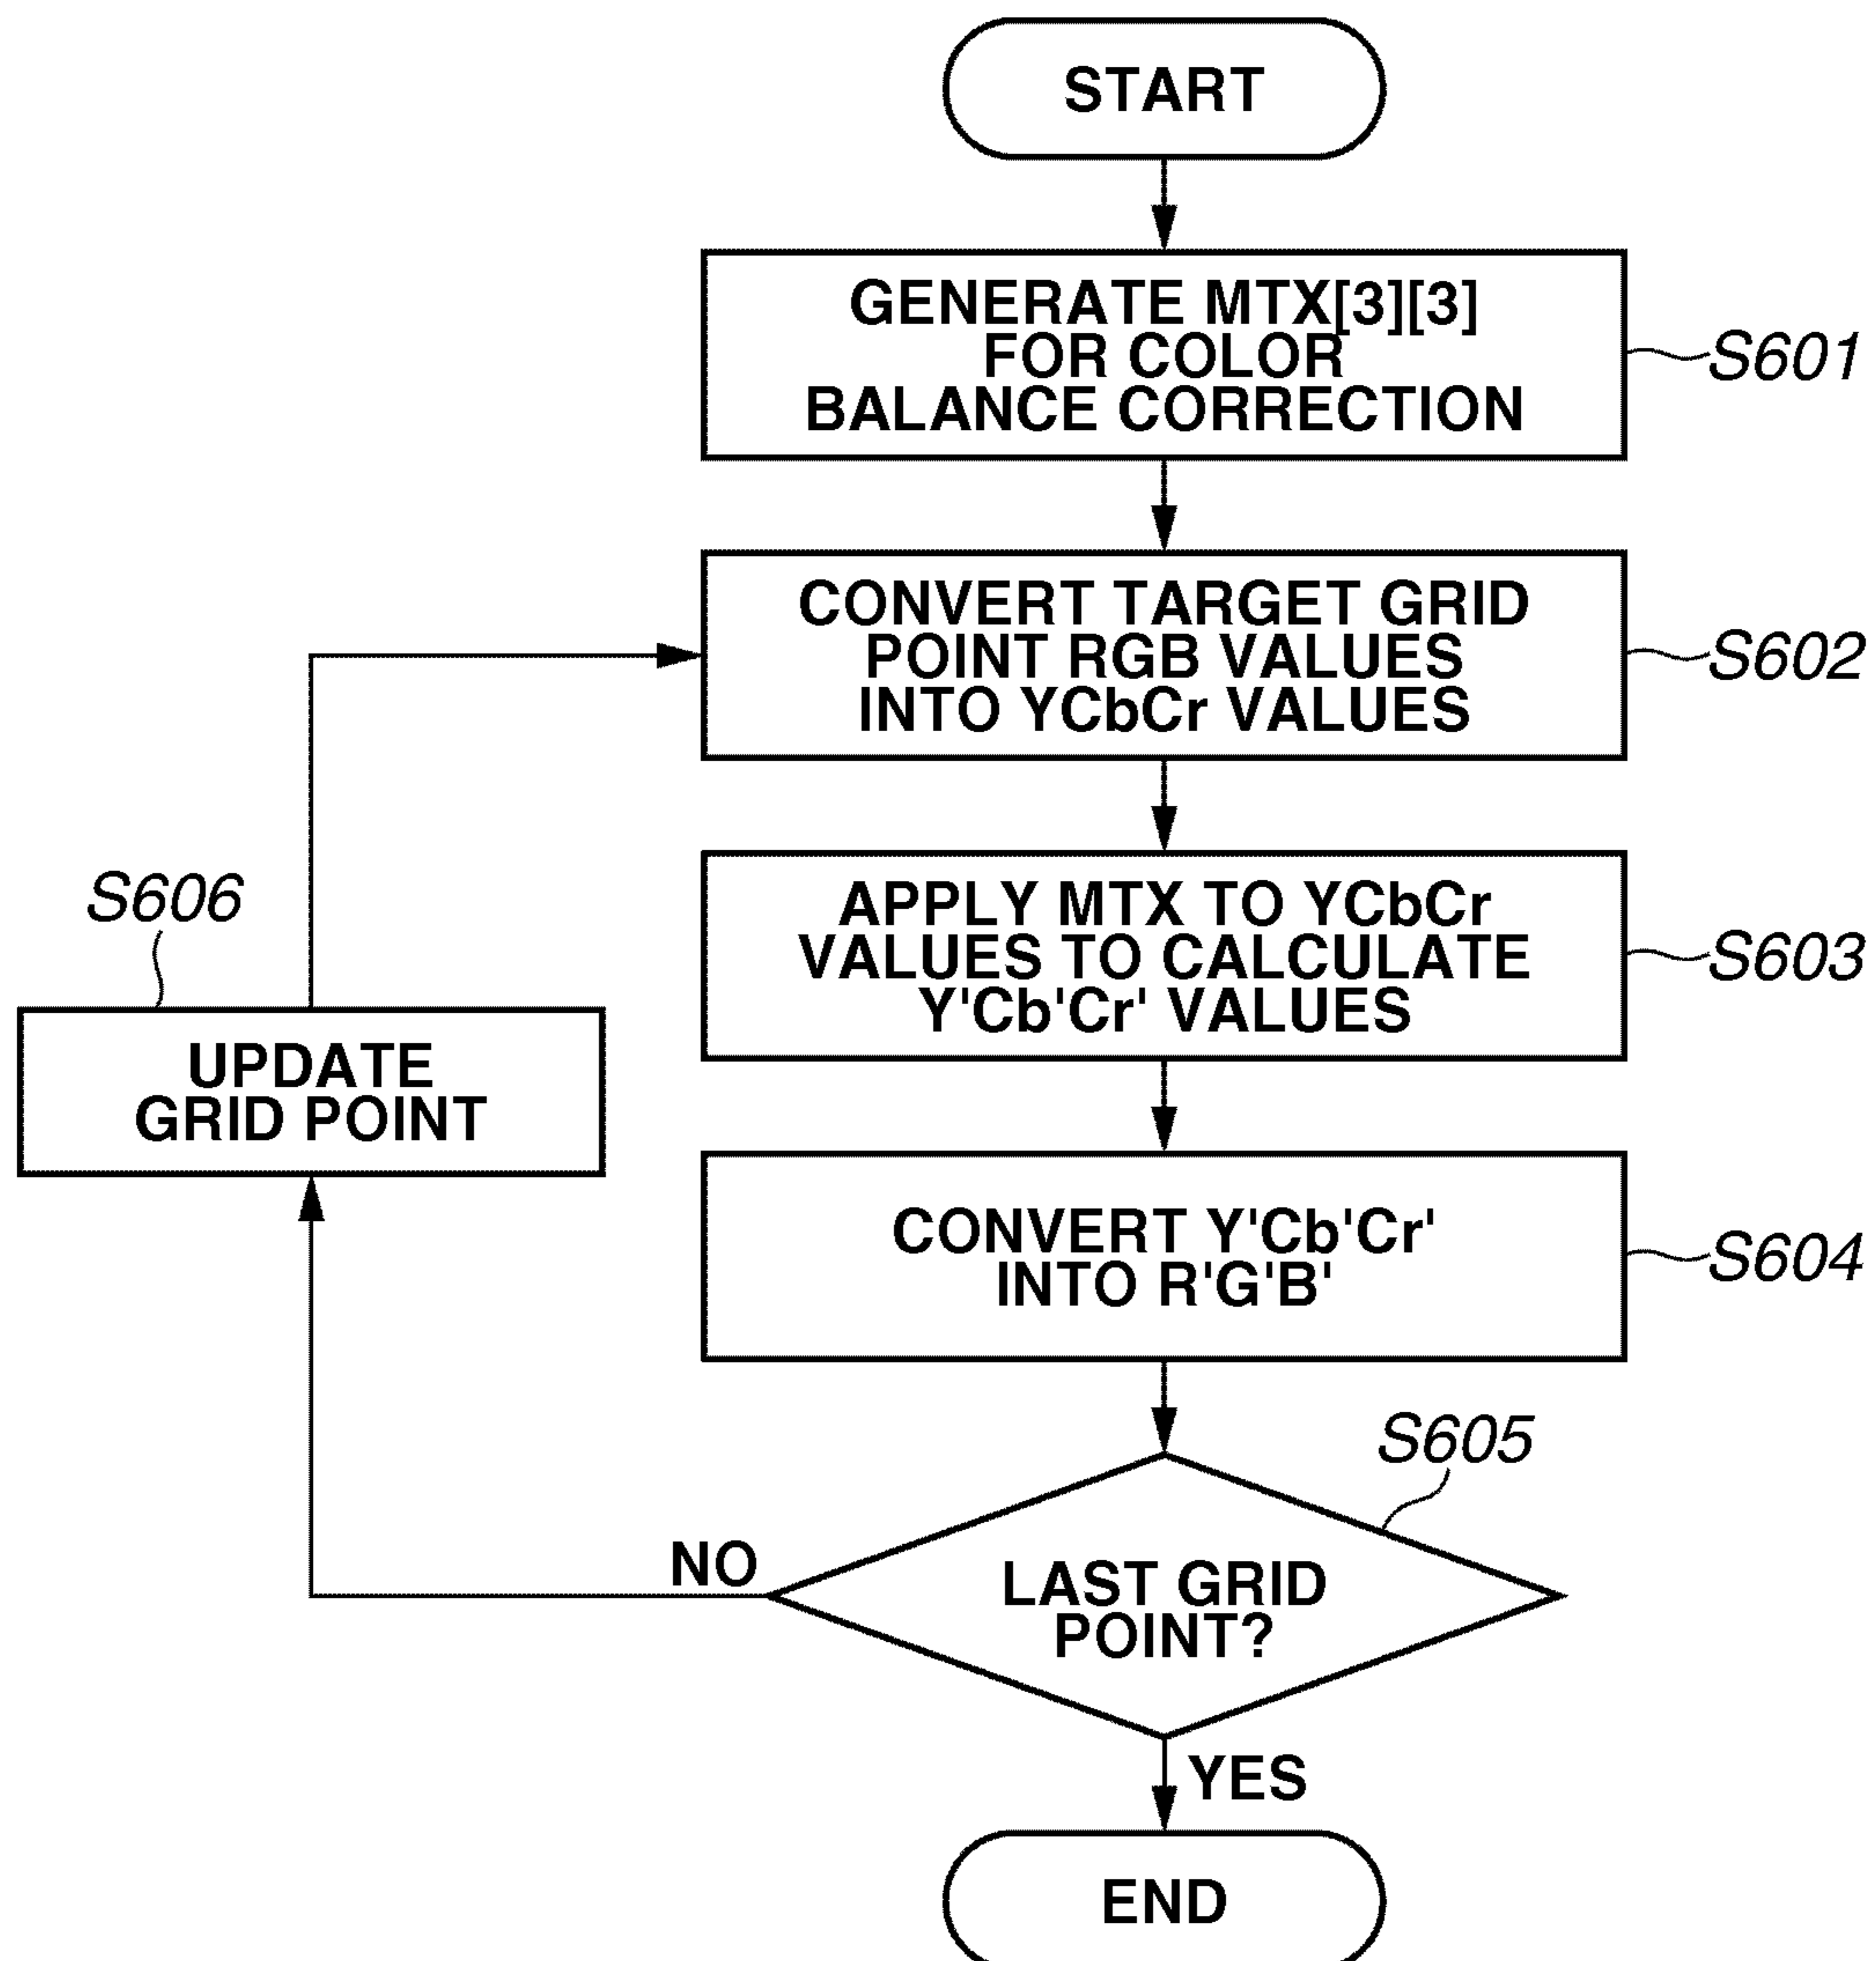 START
GENERATE MTX[3][3]
FOR COLOR
BALANCE CORRECTION
S601
CONVERT TARGET GRID
POINT RGB VALUES
INTO YCbCr VALUES
S602
APPLY MTX TO YCbCr
VALUES TO CALCULATE
Y'Cb'Cr' VALUES
S603
CONVERT Y'Cb'Cr'
INTO R'G'B'
S604
S605
LAST GRID
POINT?
NO
S606
UPDATE
GRID POINT
YES
END